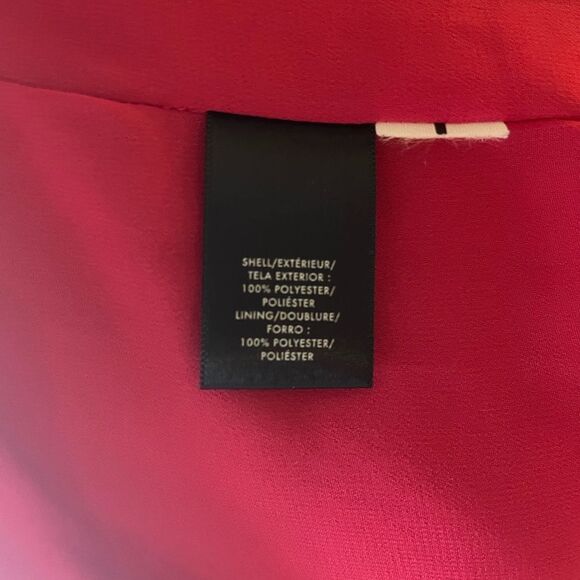 SHELL/EXTÉRIEUR/
TELA EXTERIOR :
100% POLYESTER/
POLIÉSTER
LINING/DOUBLURE/
FORRO :
100% POLYESTER/
POLIÉSTER